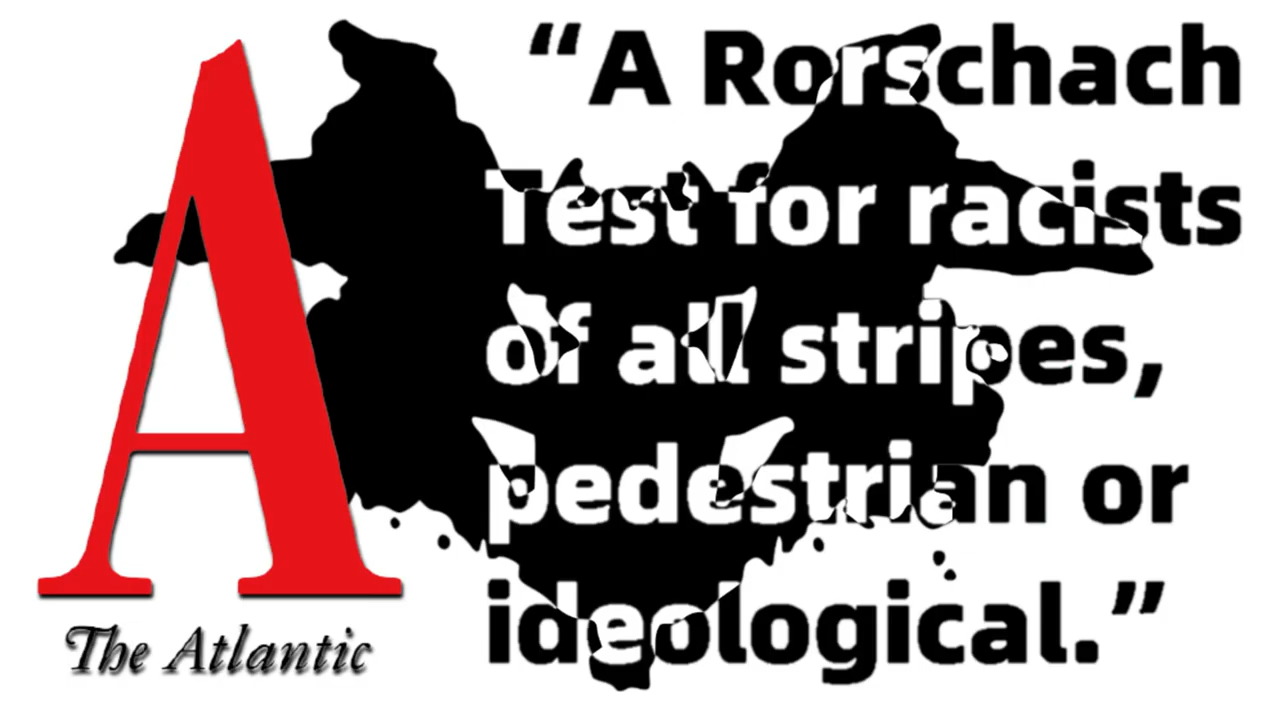 A
The Atlantic
“A Rorschach
Test for racists
of all stripes,
pedestrian or
ideological.”